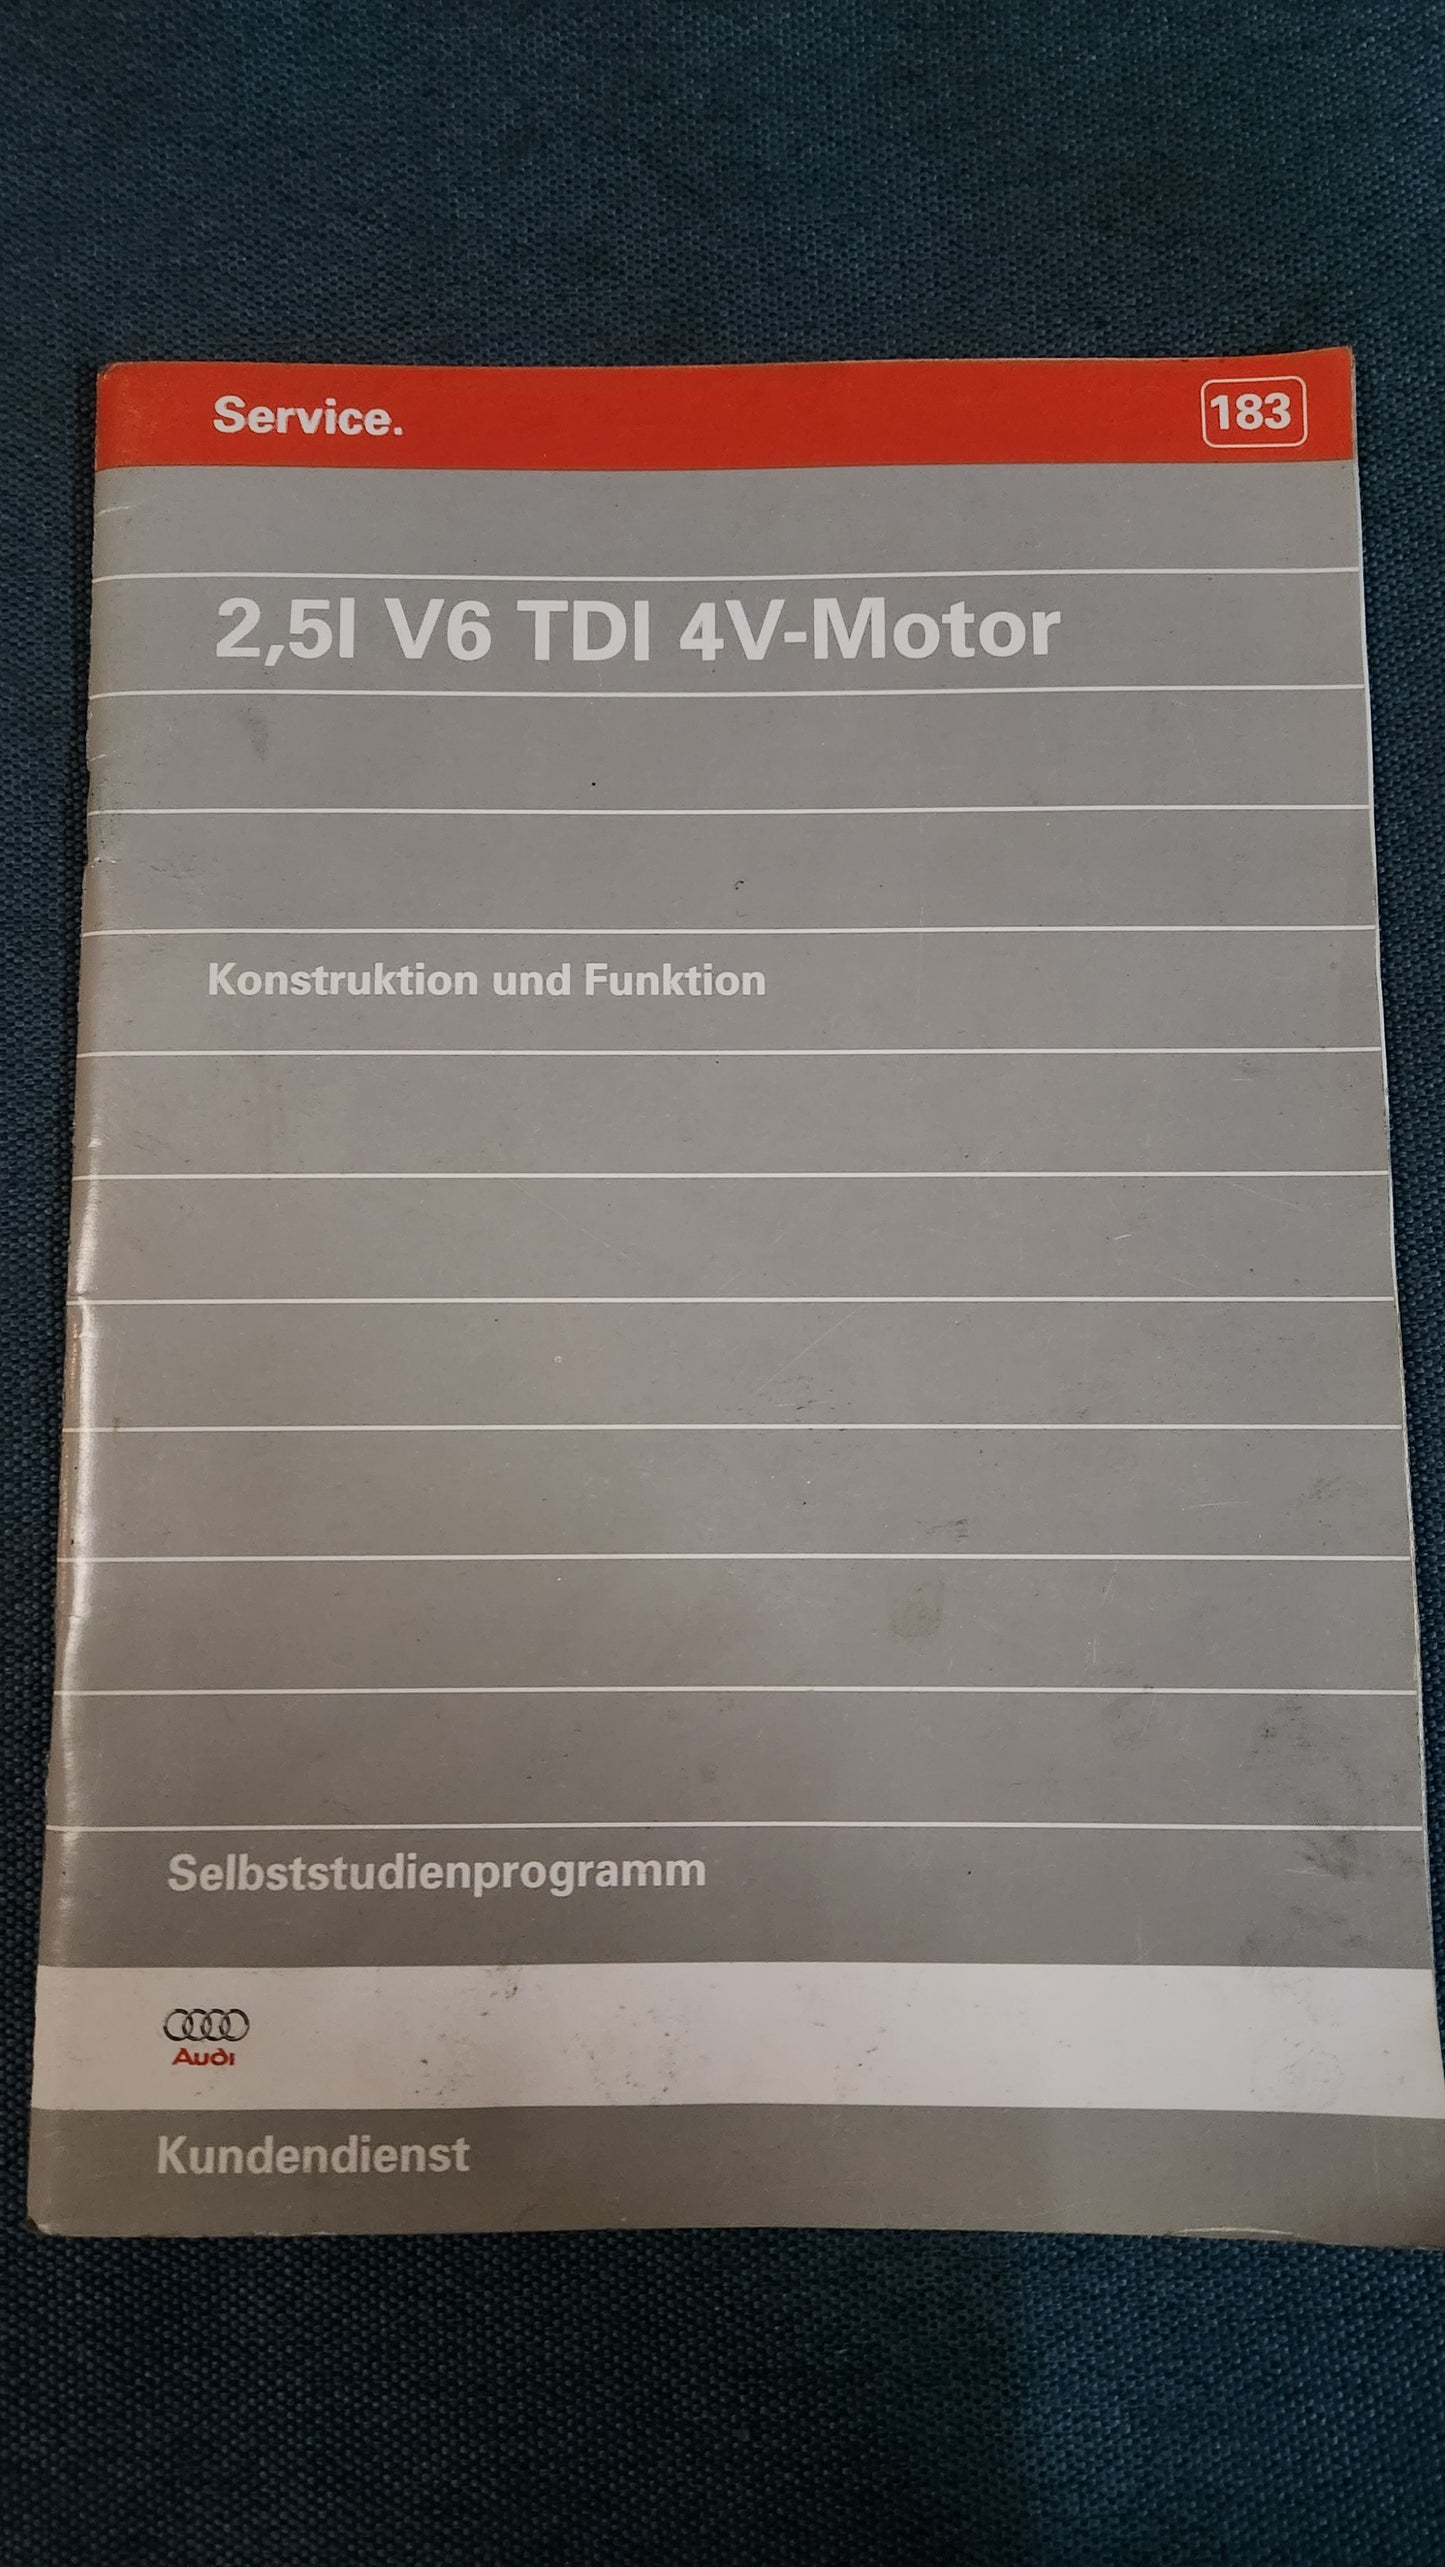 Service.
183
2,5l V6 TDI 4V-Motor
Konstruktion und Funktion
Selbststudienprogramm
Audi
Kundendienst